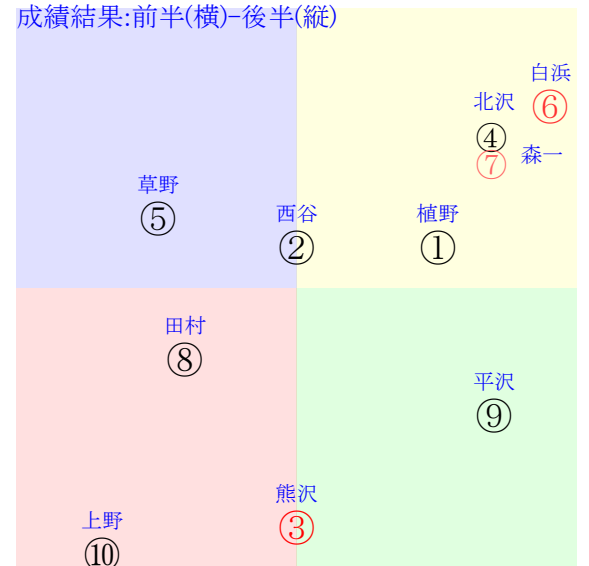 成績結果:前半(横)−後半(縦)
白浜
⑥
北沢
④
⑦
森一
草野
⑤
西谷
②
植野
①
田村
⑧
平沢
⑨
熊沢
③
上野
⑩